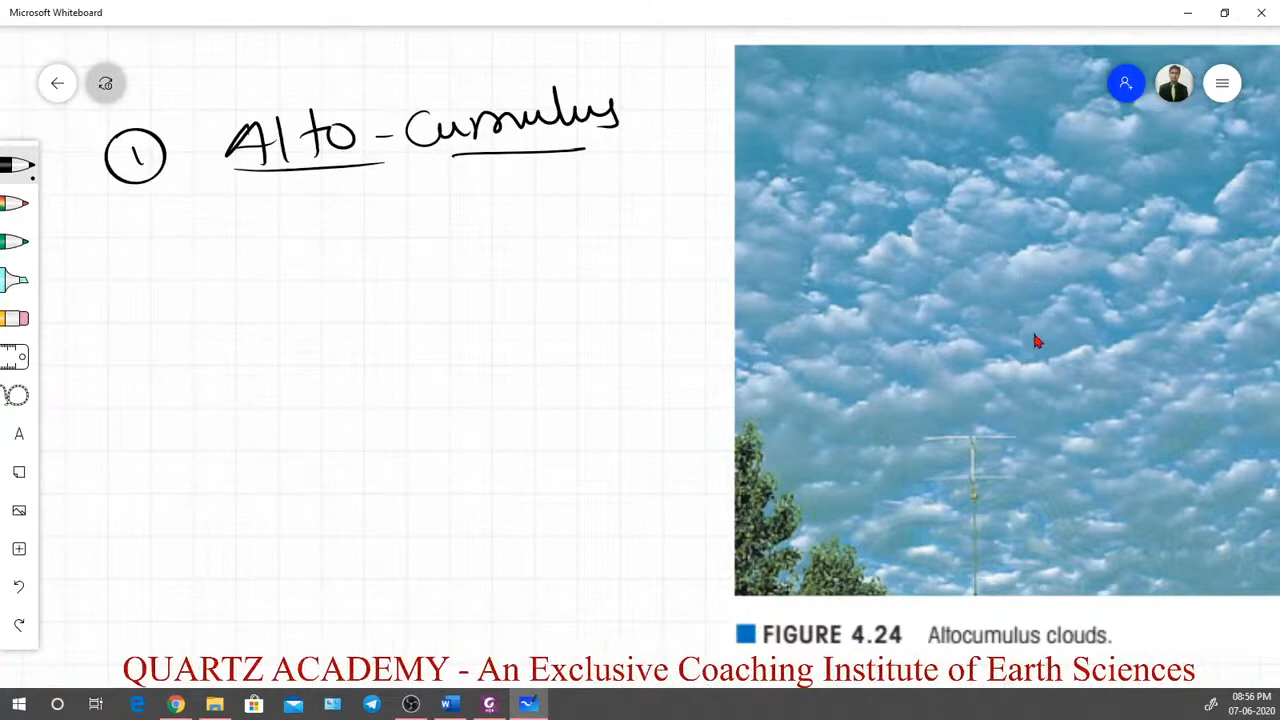 Microsoft Whiteboard
① Alto-Cumulus
A
FIGURE 4.24 Altocumulus clouds.
QUARTZ ACADEMY - An Exclusive Coaching Institute of Earth Sciences
08:56 PM
07-06-2020